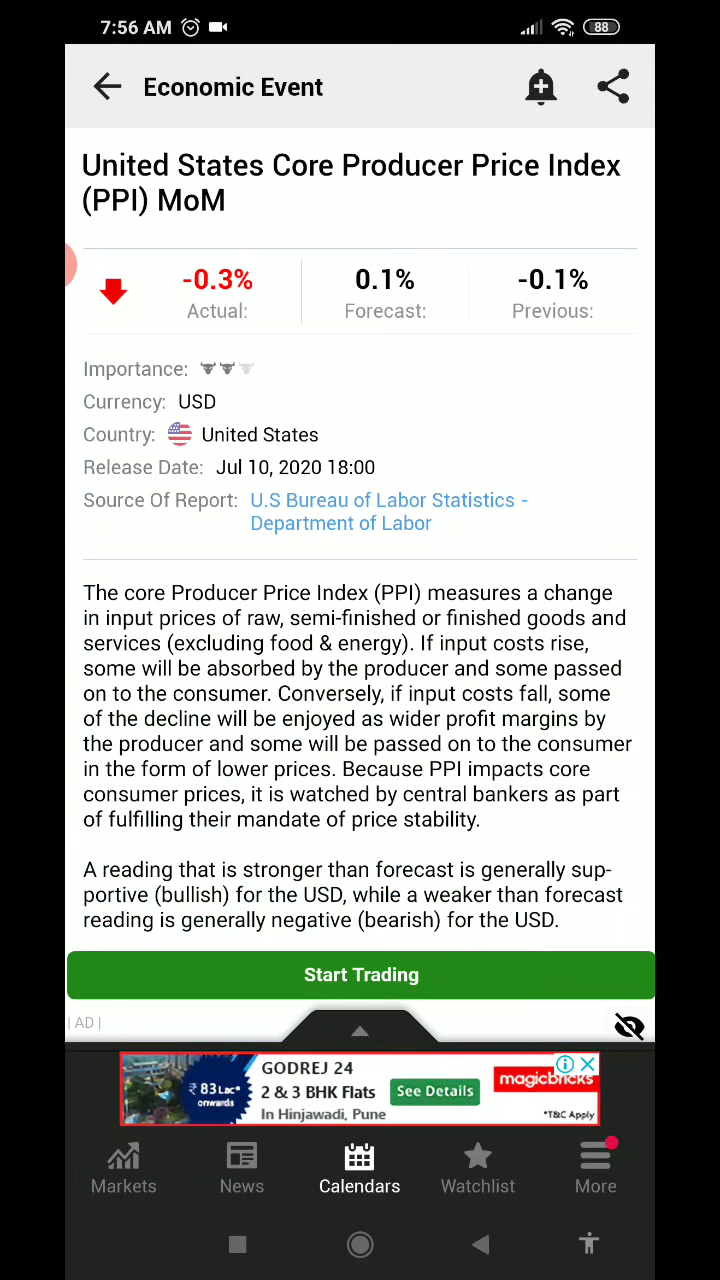 7:56 AM
88
Economic Event
United States Core Producer Price Index
(PPI) MoM
-0.3%
Actual:
0.1%
Forecast:
-0.1%
Previous:
Importance:
Currency: USD
Country: United States
Release Date: Jul 10, 2020 18:00
Source Of Report: U.S Bureau of Labor Statistics -
Department of Labor
The core Producer Price Index (PPI) measures a change
in input prices of raw, semi-finished or finished goods and
services (excluding food & energy). If input costs rise,
some will be absorbed by the producer and some passed
on to the consumer. Conversely, if input costs fall, some
of the decline will be enjoyed as wider profit margins by
the producer and some will be passed on to the consumer
in the form of lower prices. Because PPI impacts core
consumer prices, it is watched by central bankers as part
of fulfilling their mandate of price stability.
A reading that is stronger than forecast is generally sup-
portive (bullish) for the USD, while a weaker than forecast
reading is generally negative (bearish) for the USD.
Start Trading
| AD |
₹ 83 Lac*
onwards
GODREJ 24
2 & 3 BHK Flats
In Hinjawadi, Pune
See Details
magicbricks
*T&C Apply
Markets
News
Calendars
Watchlist
More